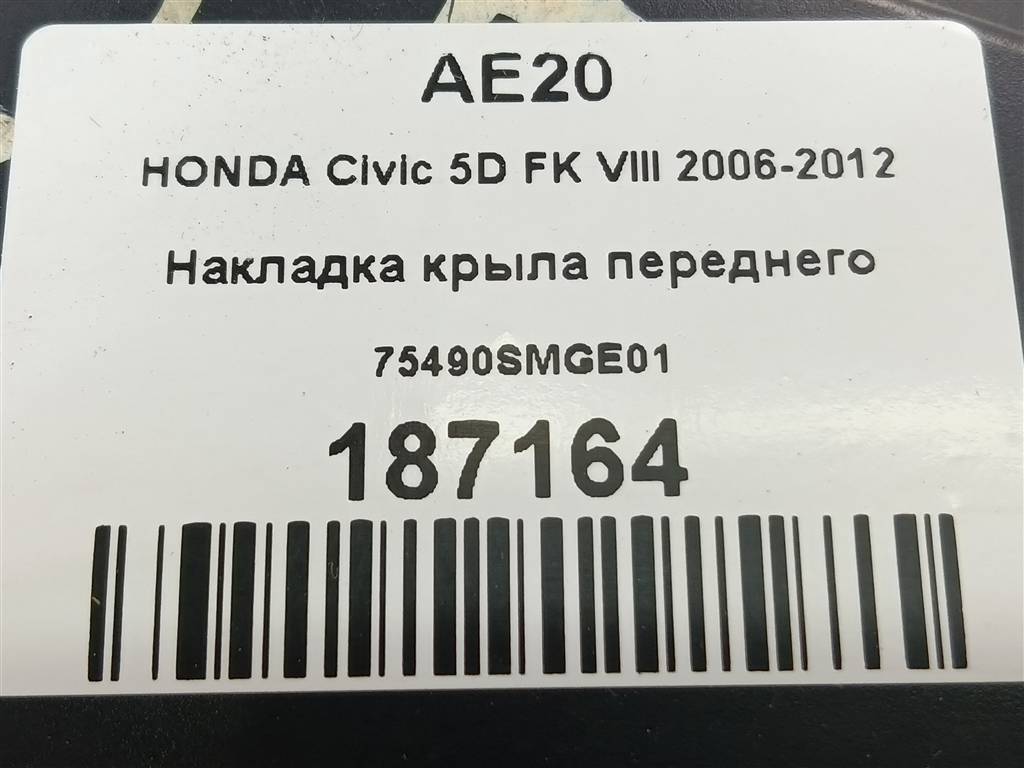 AE20
HONDA Civic 5D FK VIII 2006-2012
Накладка крыла переднего
75490SMGE01
187164